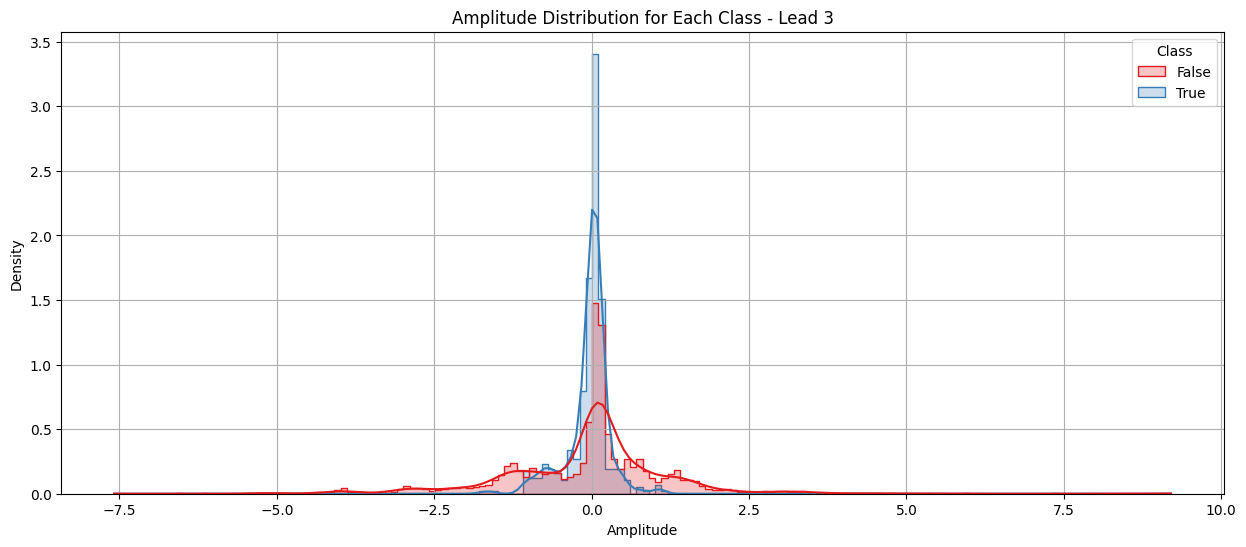 Amplitude Distribution for Each Class - Lead 3
Class
False
True
3.5
3.0
2.5
2.0
1.5
1.0
0.5
0.0
Density
−7.5 −5.0 −2.5 0.0 2.5 5.0 7.5 10.0
Amplitude